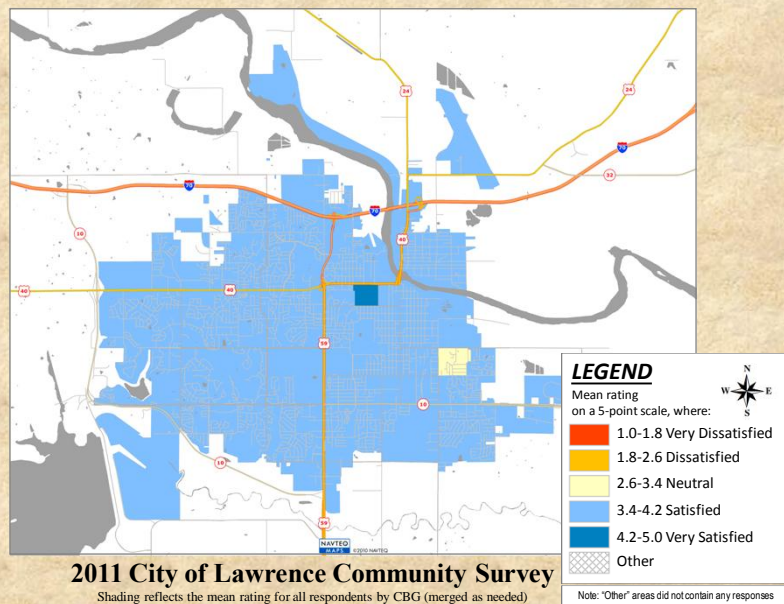 24
24
70
32
70
70
10
40
40
40
40
59
10
10
59
NAVTEQ
MAPS
©2010 NAVTEQ
LEGEND
Mean rating
on a 5-point scale, where:
N
W E
S
1.0-1.8 Very Dissatisfied
1.8-2.6 Dissatisfied
2.6-3.4 Neutral
3.4-4.2 Satisfied
4.2-5.0 Very Satisfied
Other
2011 City of Lawrence Community Survey
Shading reflects the mean rating for all respondents by CBG (merged as needed)
Note: "Other" areas did not contain any responses